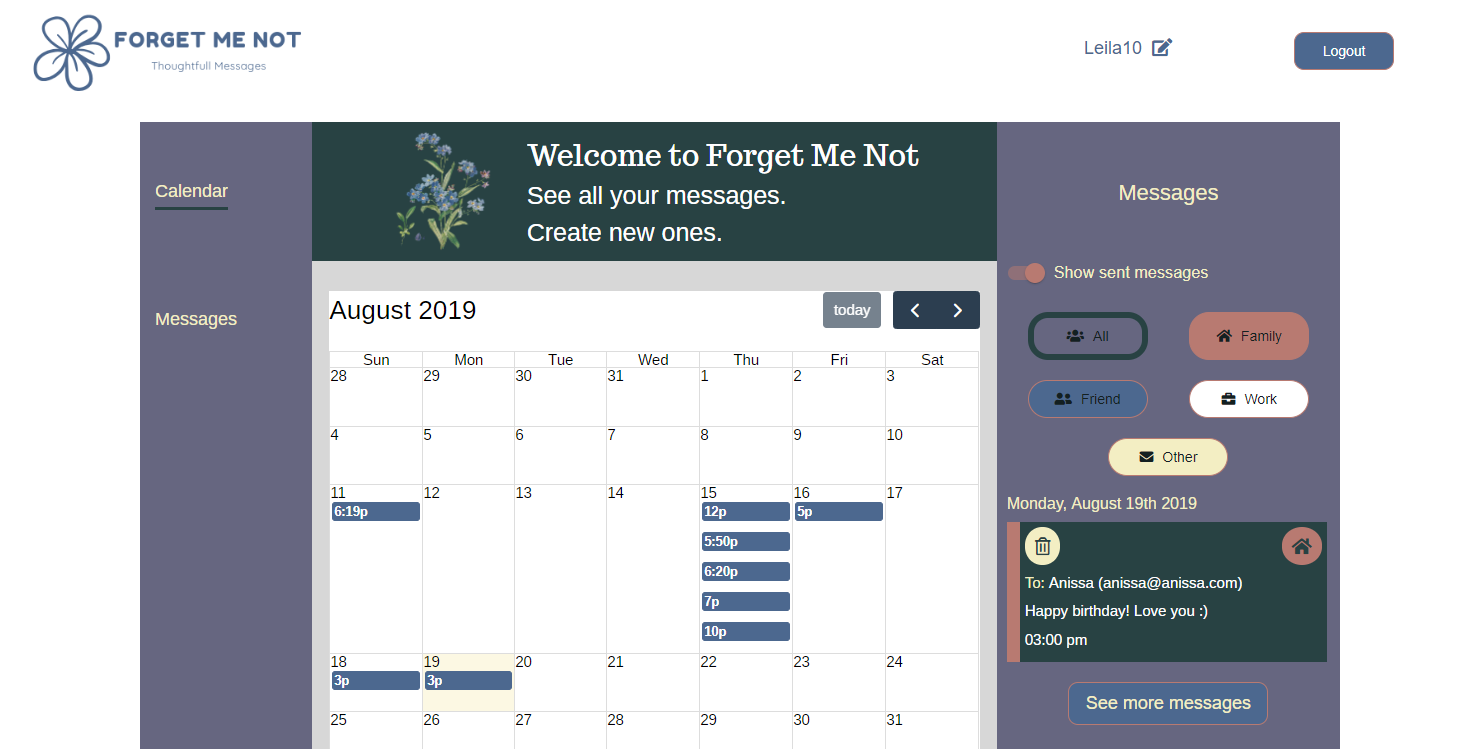 FORGET ME NOT
Thoughtfull Messages
Leila10
Logout
Calendar
Messages
Welcome to Forget Me Not
See all your messages.
Create new ones.
August 2019
today
Sun Mon Tue Wed Thu Fri Sat
28 29 30 31 1 2 3
4 5 6 7 8 9 10
11 12 13 14 15 16 17
6:19p 12p 5p
5:50p
6:20p
7p
10p
18 19 20 21 22 23 24
3p 3p
25 26 27 28 29 30 31
Messages
Show sent messages
All Family
Friend Work
Other
Monday, August 19th 2019
To: Anissa (anissa@anissa.com)
Happy birthday! Love you :)
03:00 pm
See more messages